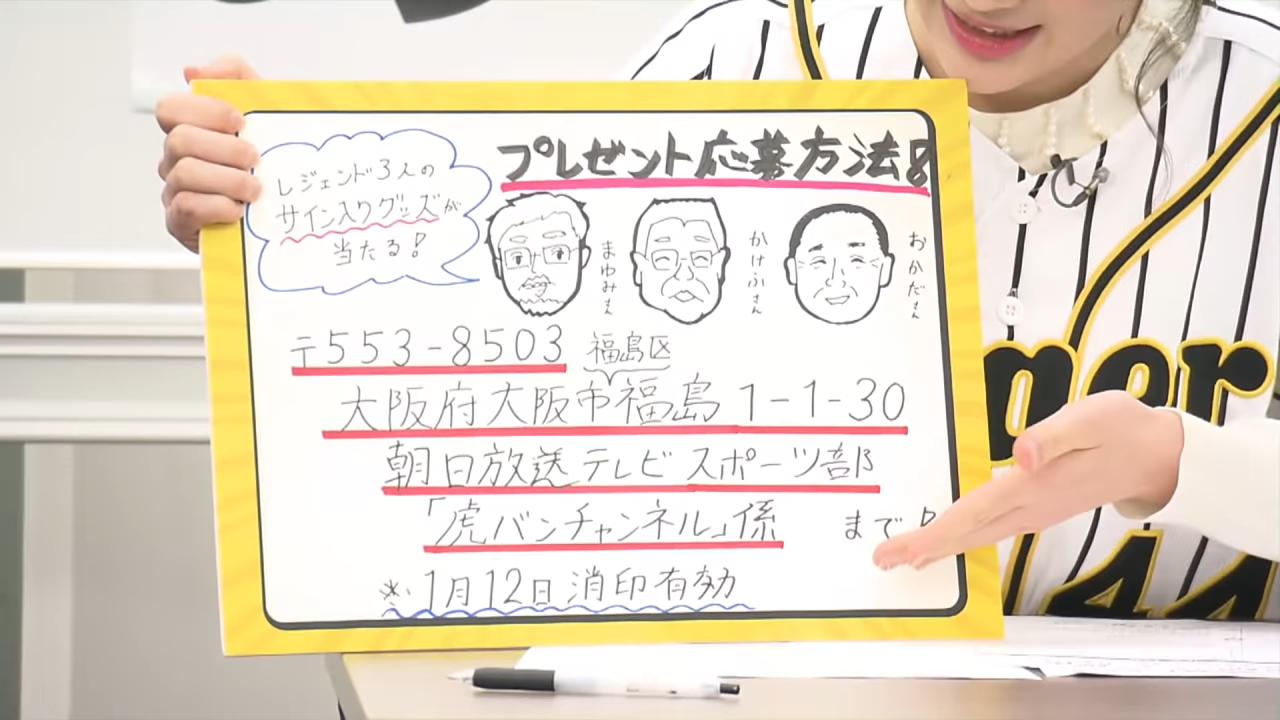 プレゼント応募方法!
レジェンド3人の
サイン入りグッズが
当たる!
まゆみさん
かけふさん
おかださん
〒553-8503
福島区
大阪府大阪市福島1-1-30
朝日放送テレビ スポーツ部
「虎バンチャンネル」係 まで!
※1月12日消印有効
44